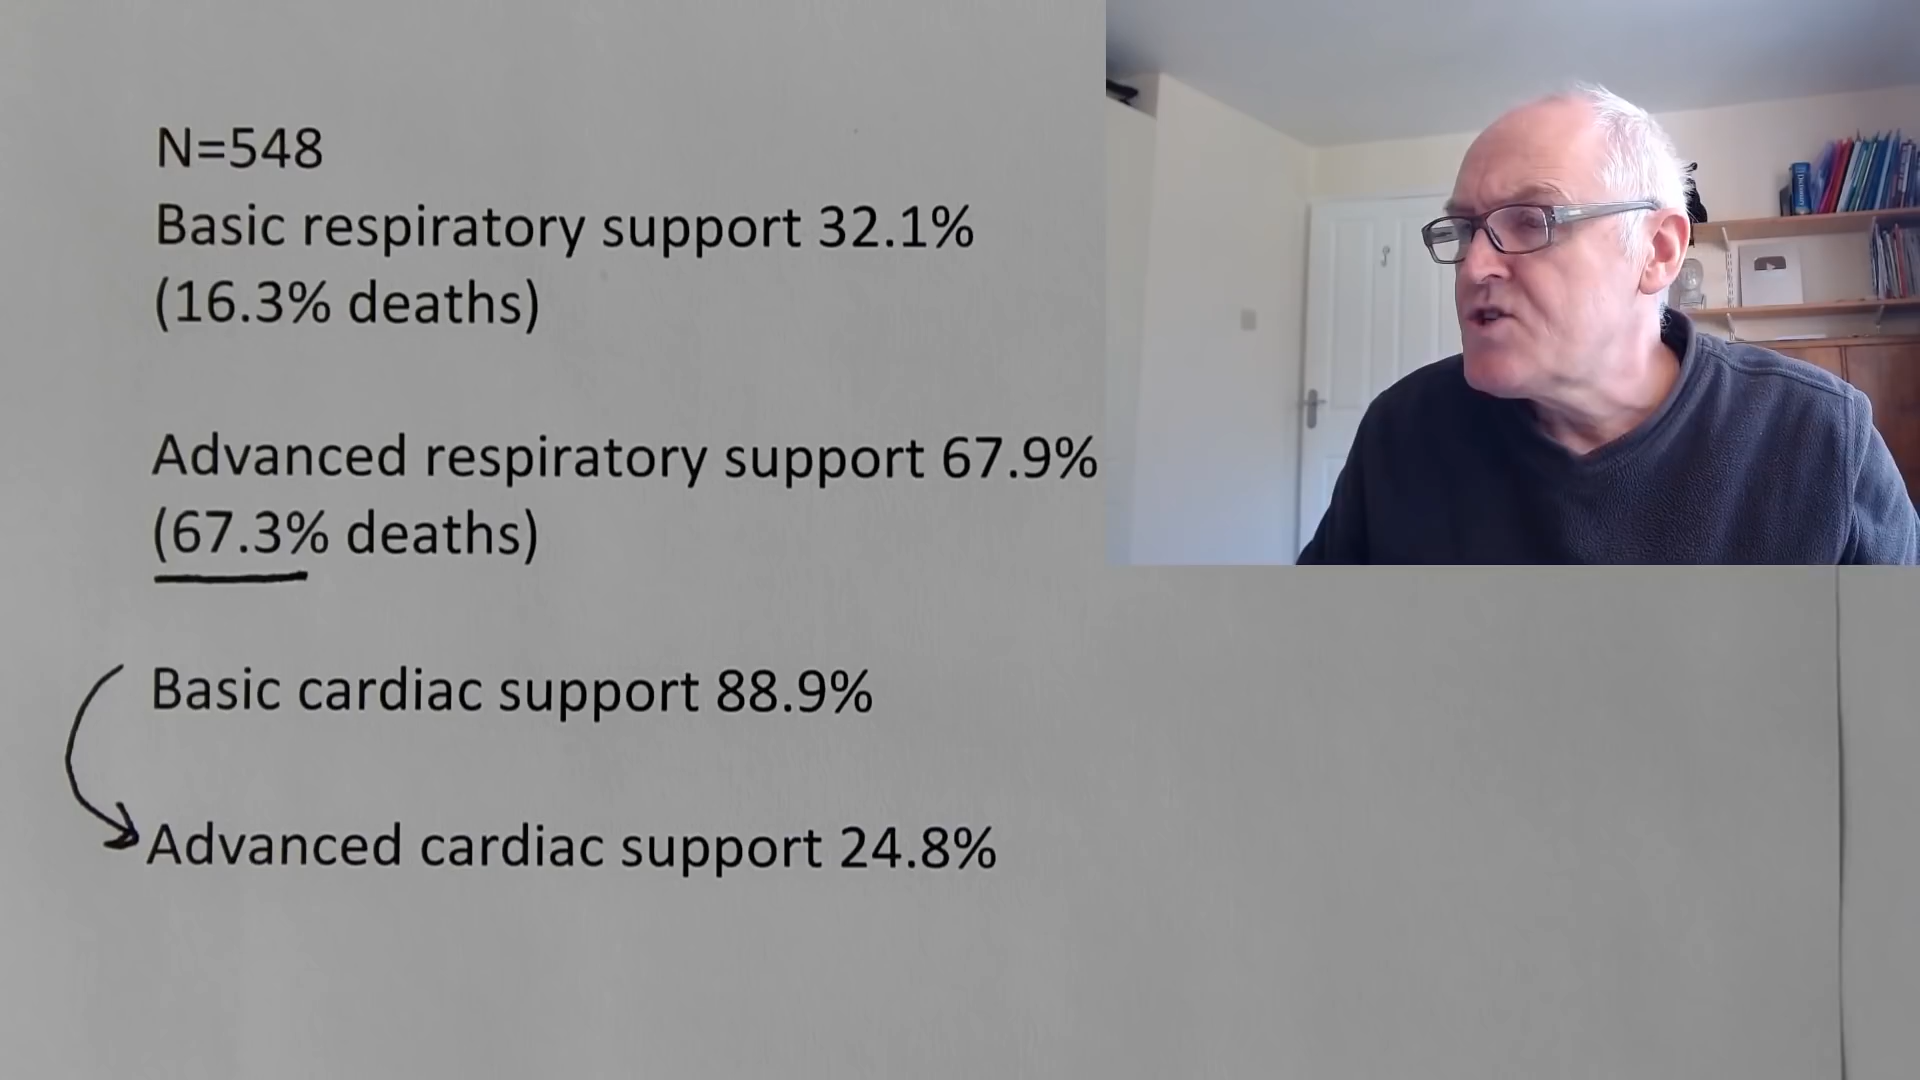 N=548
Basic respiratory support 32.1%
(16.3% deaths)
Advanced respiratory support 67.9%
(67.3% deaths)
Basic cardiac support 88.9%
Advanced cardiac support 24.8%